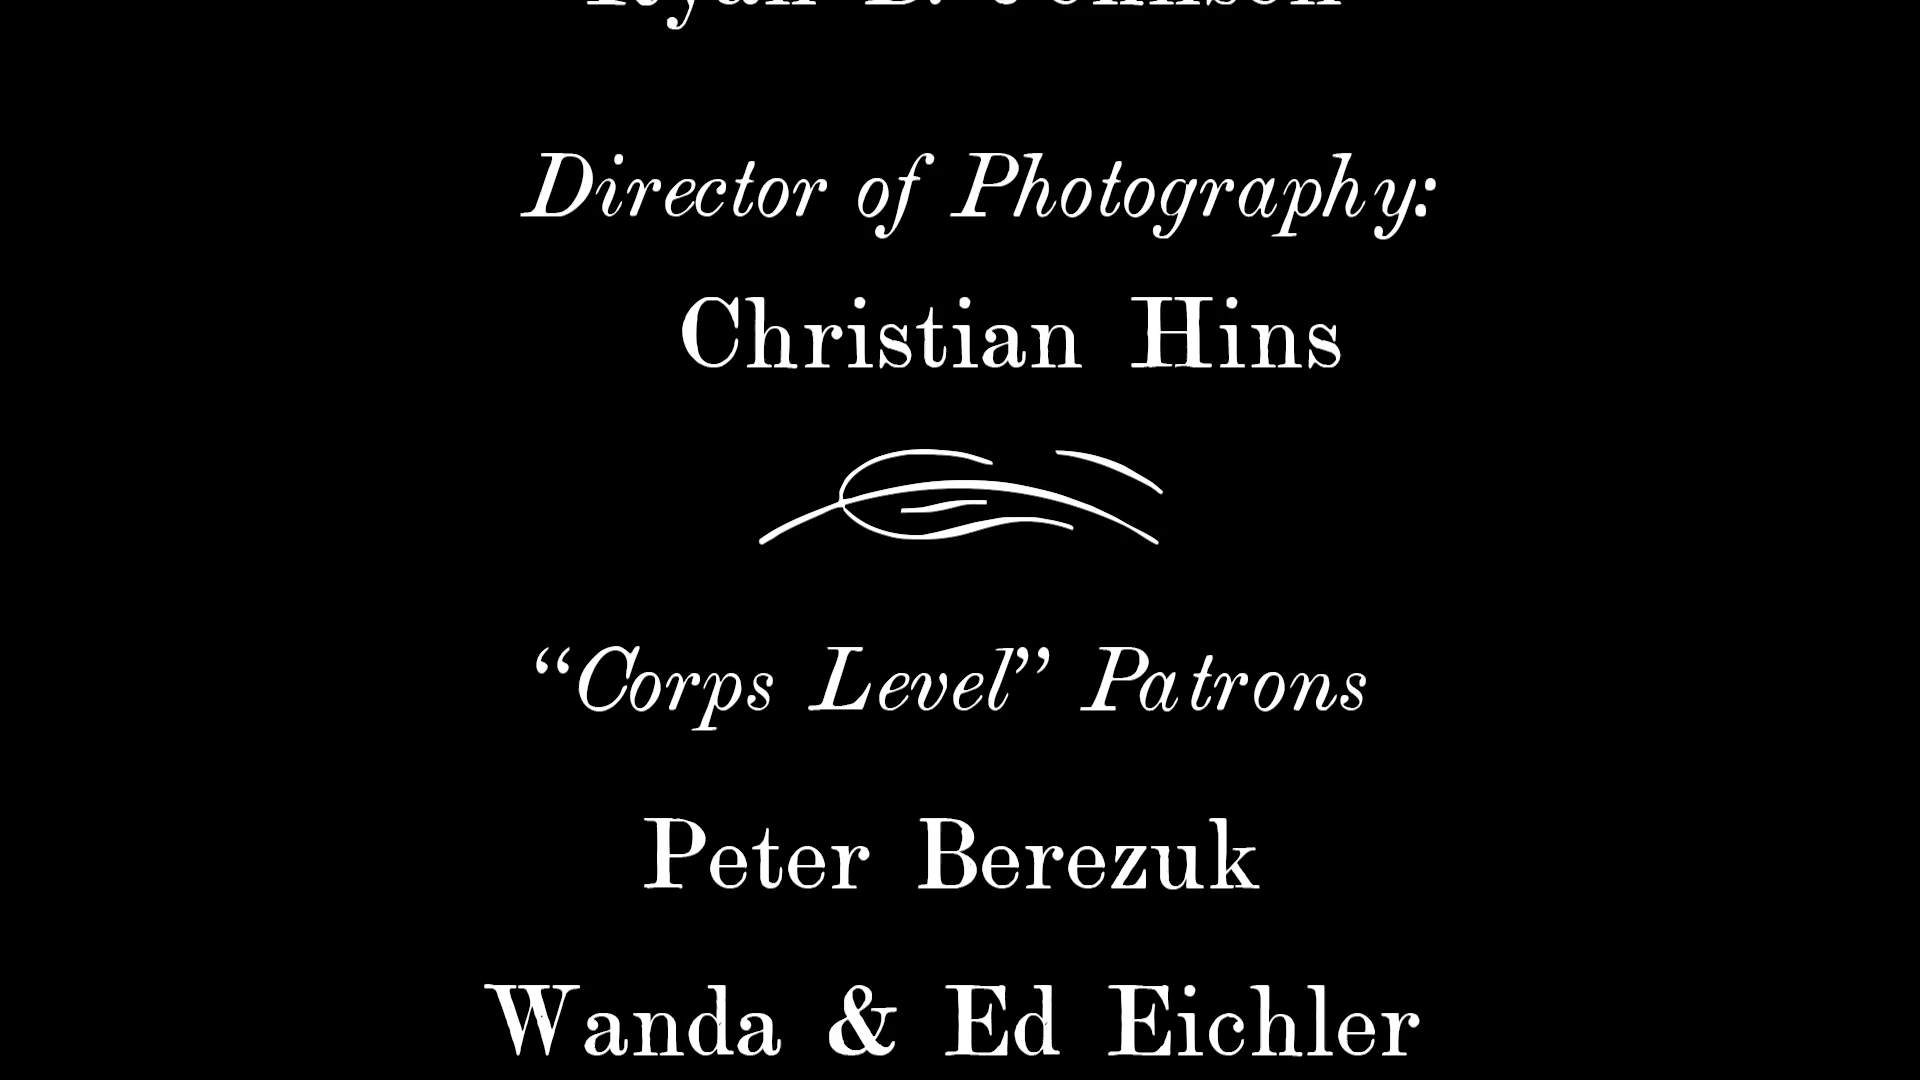 Director of Photography:
Christian Hins
“Corps Level” Patrons
Peter Berezuk
Wanda & Ed Eichler